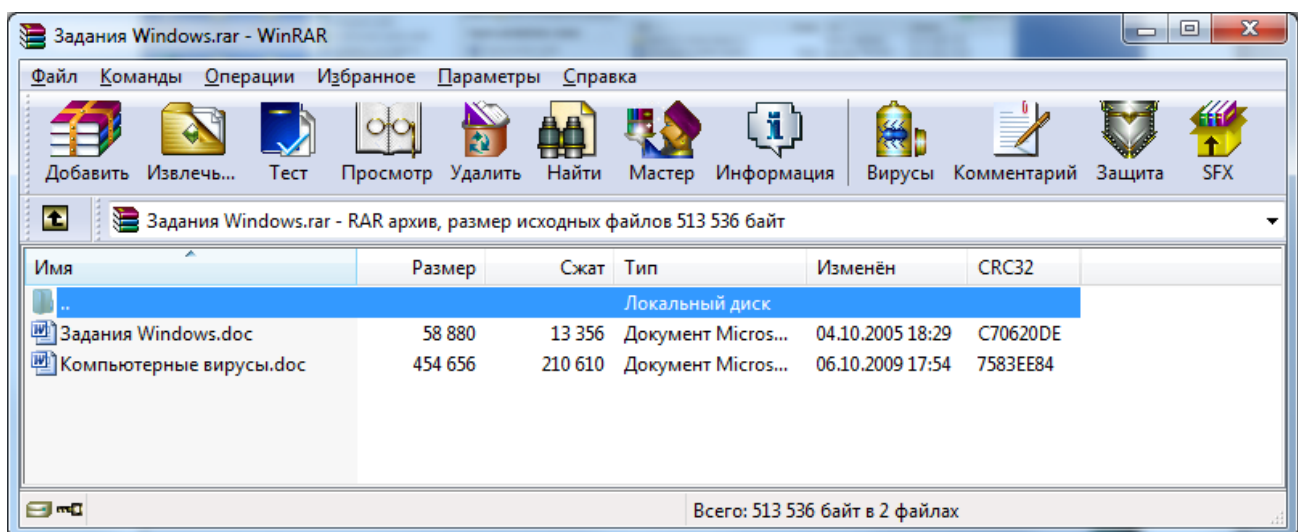 Задания Windows.rar - WinRAR
Файл Команды Операции Избранное Параметры Справка
Добавить Извлечь... Тест Просмотр Удалить Найти Мастер Информация Вирусы Комментарий Защита SFX
Задания Windows.rar - RAR архив, размер исходных файлов 513 536 байт
Имя Размер Сжат Тип Изменён CRC32
.. Локальный диск
Задания Windows.doc 58 880 13 356 Документ Micros... 04.10.2005 18:29 C70620DE
Компьютерные вирусы.doc 454 656 210 610 Документ Micros... 06.10.2009 17:54 7583EE84
Всего: 513 536 байт в 2 файлах